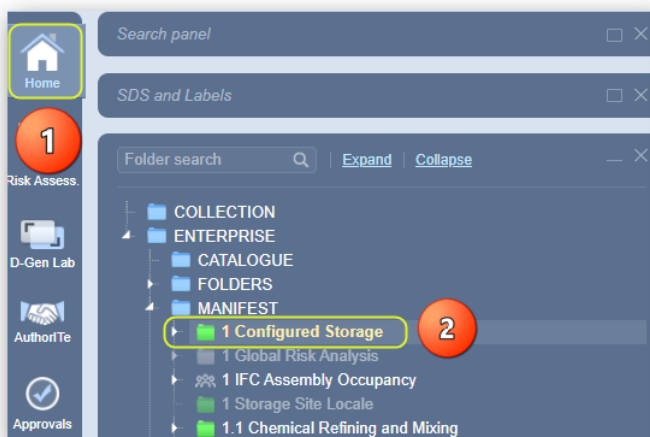 Search panel
Home
SDS and Labels
1
Risk Assess.
Folder search
Expand
Collapse
COLLECTION
ENTERPRISE
D-Gen Lab
CATALOGUE
FOLDERS
MANIFEST
AuthorITe
1 Configured Storage
2
1 Global Risk Analysis
1 IFC Assembly Occupancy
1 Storage Site Locale
Approvals
1.1 Chemical Refining and Mixing